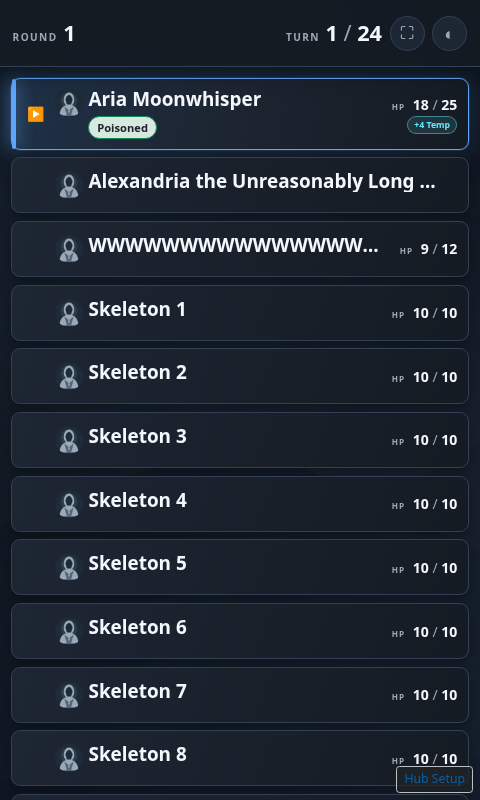 ROUND 1
TURN 1 / 24
Aria Moonwhisper
HP 18 / 25
Poisoned
+4 Temp
Alexandria the Unreasonably Long ...
WWWWWWWWWWWWWWW...
HP 9 / 12
Skeleton 1
HP 10 / 10
Skeleton 2
HP 10 / 10
Skeleton 3
HP 10 / 10
Skeleton 4
HP 10 / 10
Skeleton 5
HP 10 / 10
Skeleton 6
HP 10 / 10
Skeleton 7
HP 10 / 10
Skeleton 8
HP 10 / 10
Hub Setup